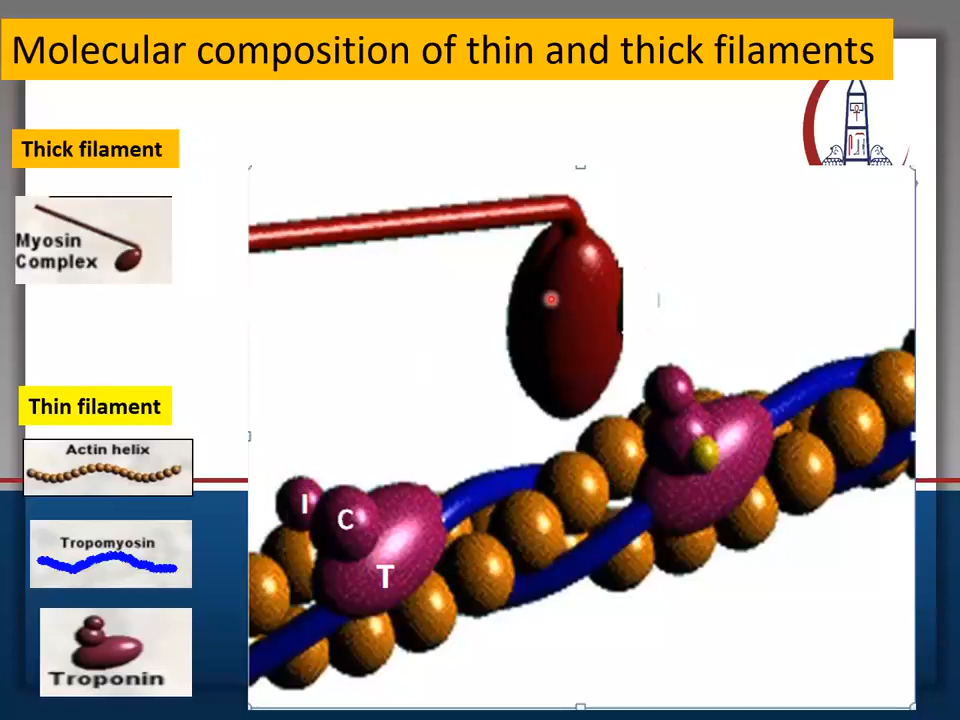 Molecular composition of thin and thick filaments
Thick filament
Myosin
Complex
Thin filament
Actin helix
Tropomyosin
Troponin
I
C
T